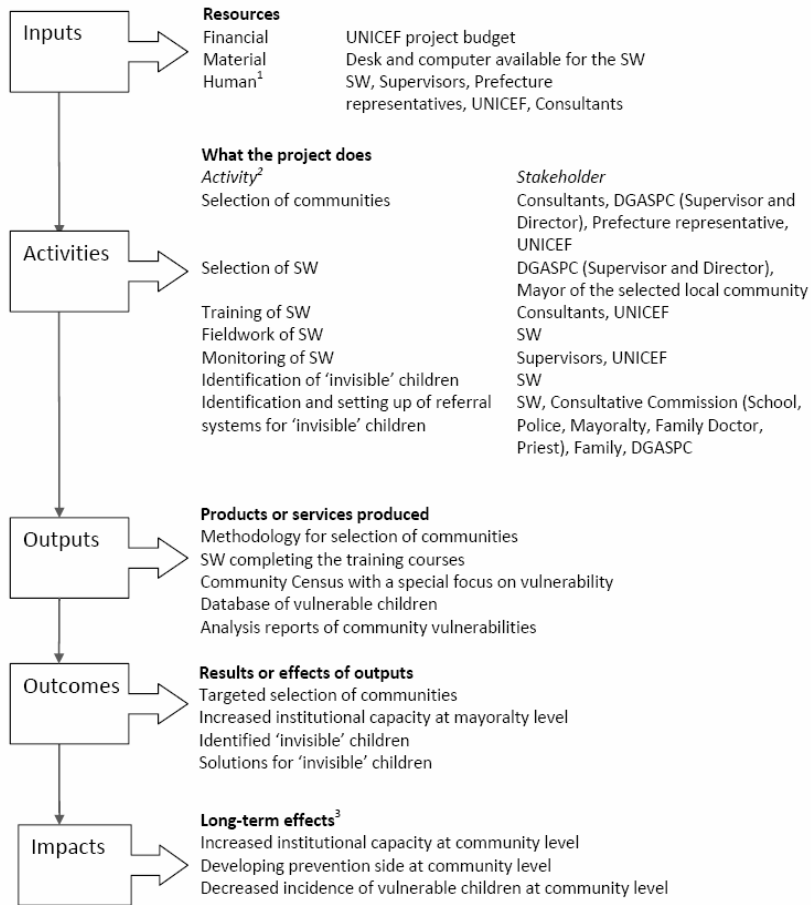 Inputs
Resources
Financial UNICEF project budget
Material Desk and computer available for the SW
Human¹ SW, Supervisors, Prefecture
representatives, UNICEF, Consultants
Activities
What the project does
Activity² Stakeholder
Selection of communities Consultants, DGASPC (Supervisor and
Director), Prefecture representative,
UNICEF
Selection of SW DGASPC (Supervisor and Director),
Mayor of the selected local community
Training of SW Consultants, UNICEF
Fieldwork of SW SW
Monitoring of SW Supervisors, UNICEF
Identification of ‘invisible’ children SW
Identification and setting up of referral SW, Consultative Commission (School,
systems for ‘invisible’ children Police, Mayoralty, Family Doctor,
Priest), Family, DGASPC
Outputs
Products or services produced
Methodology for selection of communities
SW completing the training courses
Community Census with a special focus on vulnerability
Database of vulnerable children
Analysis reports of community vulnerabilities
Outcomes
Results or effects of outputs
Targeted selection of communities
Increased institutional capacity at mayoralty level
Identified ‘invisible’ children
Solutions for ‘invisible’ children
Impacts
Long-term effects³
Increased institutional capacity at community level
Developing prevention side at community level
Decreased incidence of vulnerable children at community level